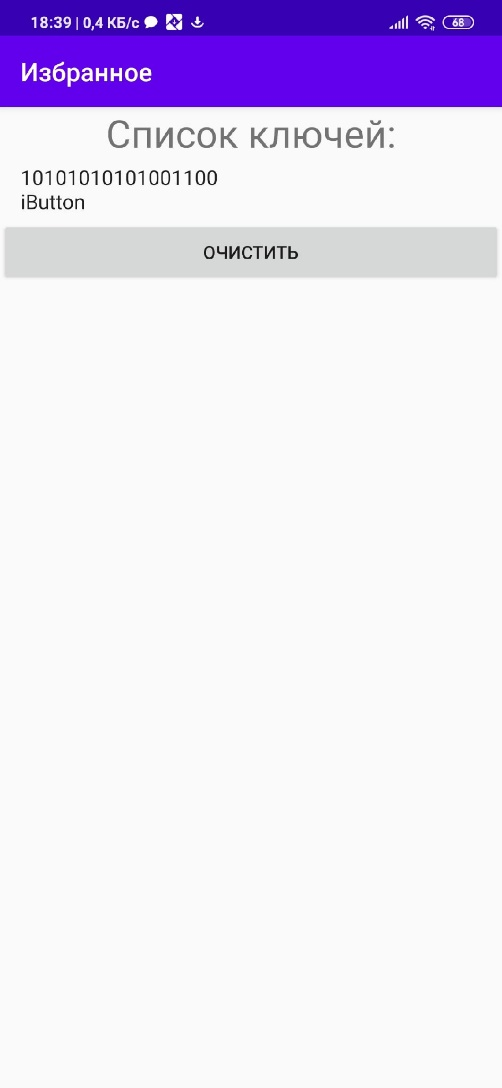 18:39 | 0,4 КБ/с
68
Избранное
Список ключей:
10101010101001100
iButton
ОЧИСТИТЬ